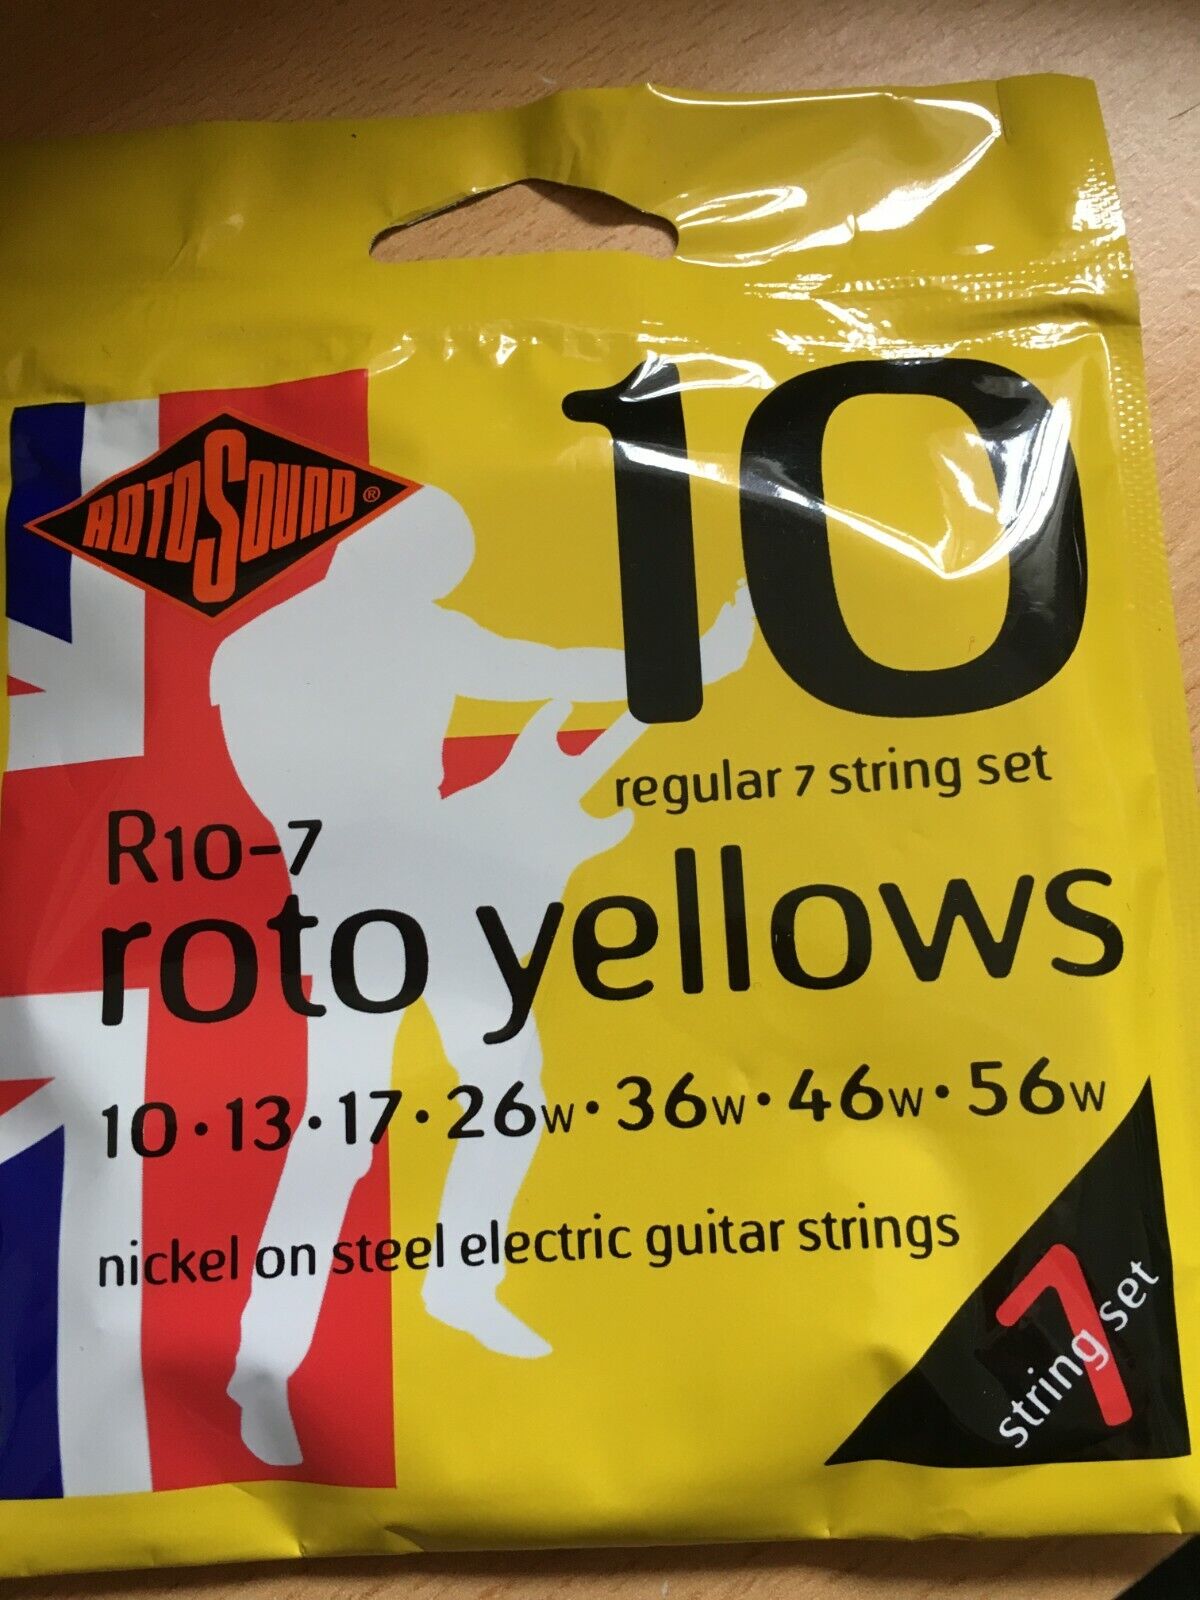 ROTOSOUND®
10
regular 7 string set
R10-7
roto yellows
10 • 13 • 17 • 26w • 36w • 46w • 56w
nickel on steel electric guitar strings
7
string set